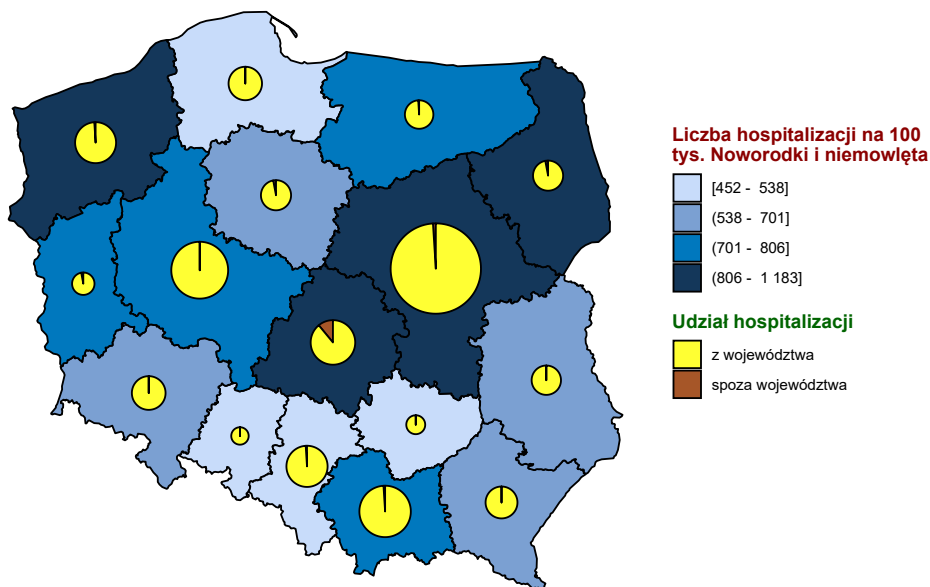 Liczba hospitalizacji na 100
tys. Noworodki i niemowlęta
[452 - 538]
(538 - 701]
(701 - 806]
(806 - 1 183]
Udział hospitalizacji
z województwa
spoza województwa